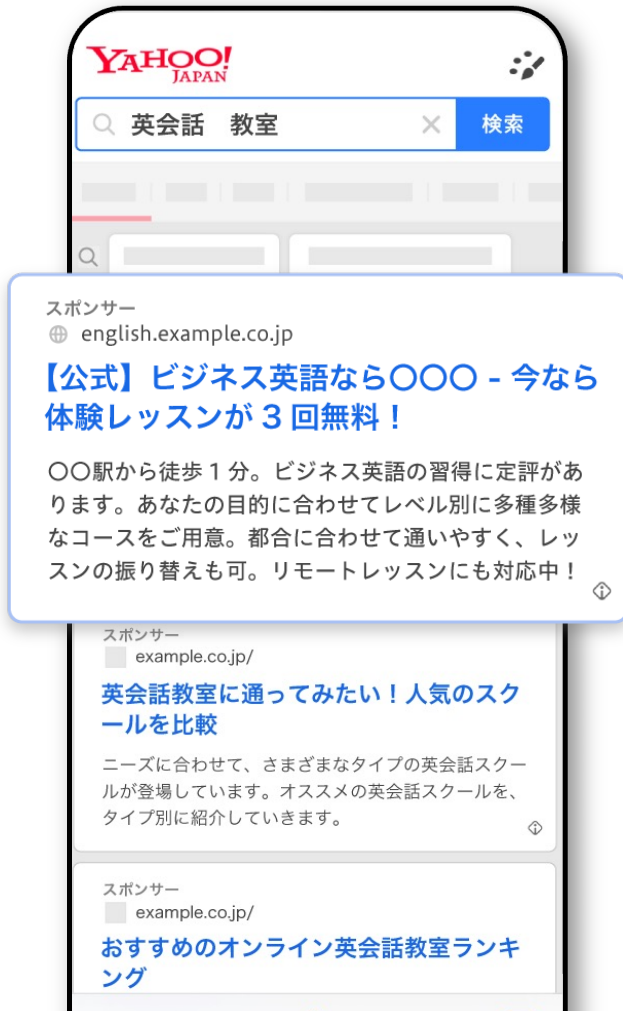 YAHOO!
JAPAN
英会話　教室
検索
スポンサー
english.example.co.jp
【公式】ビジネス英語なら〇〇〇 - 今なら
体験レッスンが 3 回無料！
〇〇駅から徒歩 1 分。ビジネス英語の習得に定評があ
ります。あなたの目的に合わせてレベル別に多種多様
なコースをご用意。都合に合わせて通いやすく、レッ
スンの振り替えも可。リモートレッスンにも対応中！
スポンサー
example.co.jp/
英会話教室に通ってみたい！人気のスク
ールを比較
ニーズに合わせて、さまざまなタイプの英会話スクー
ルが登場しています。オススメの英会話スクールを、
タイプ別に紹介していきます。
スポンサー
example.co.jp/
おすすめのオンライン英会話教室ランキ
ング